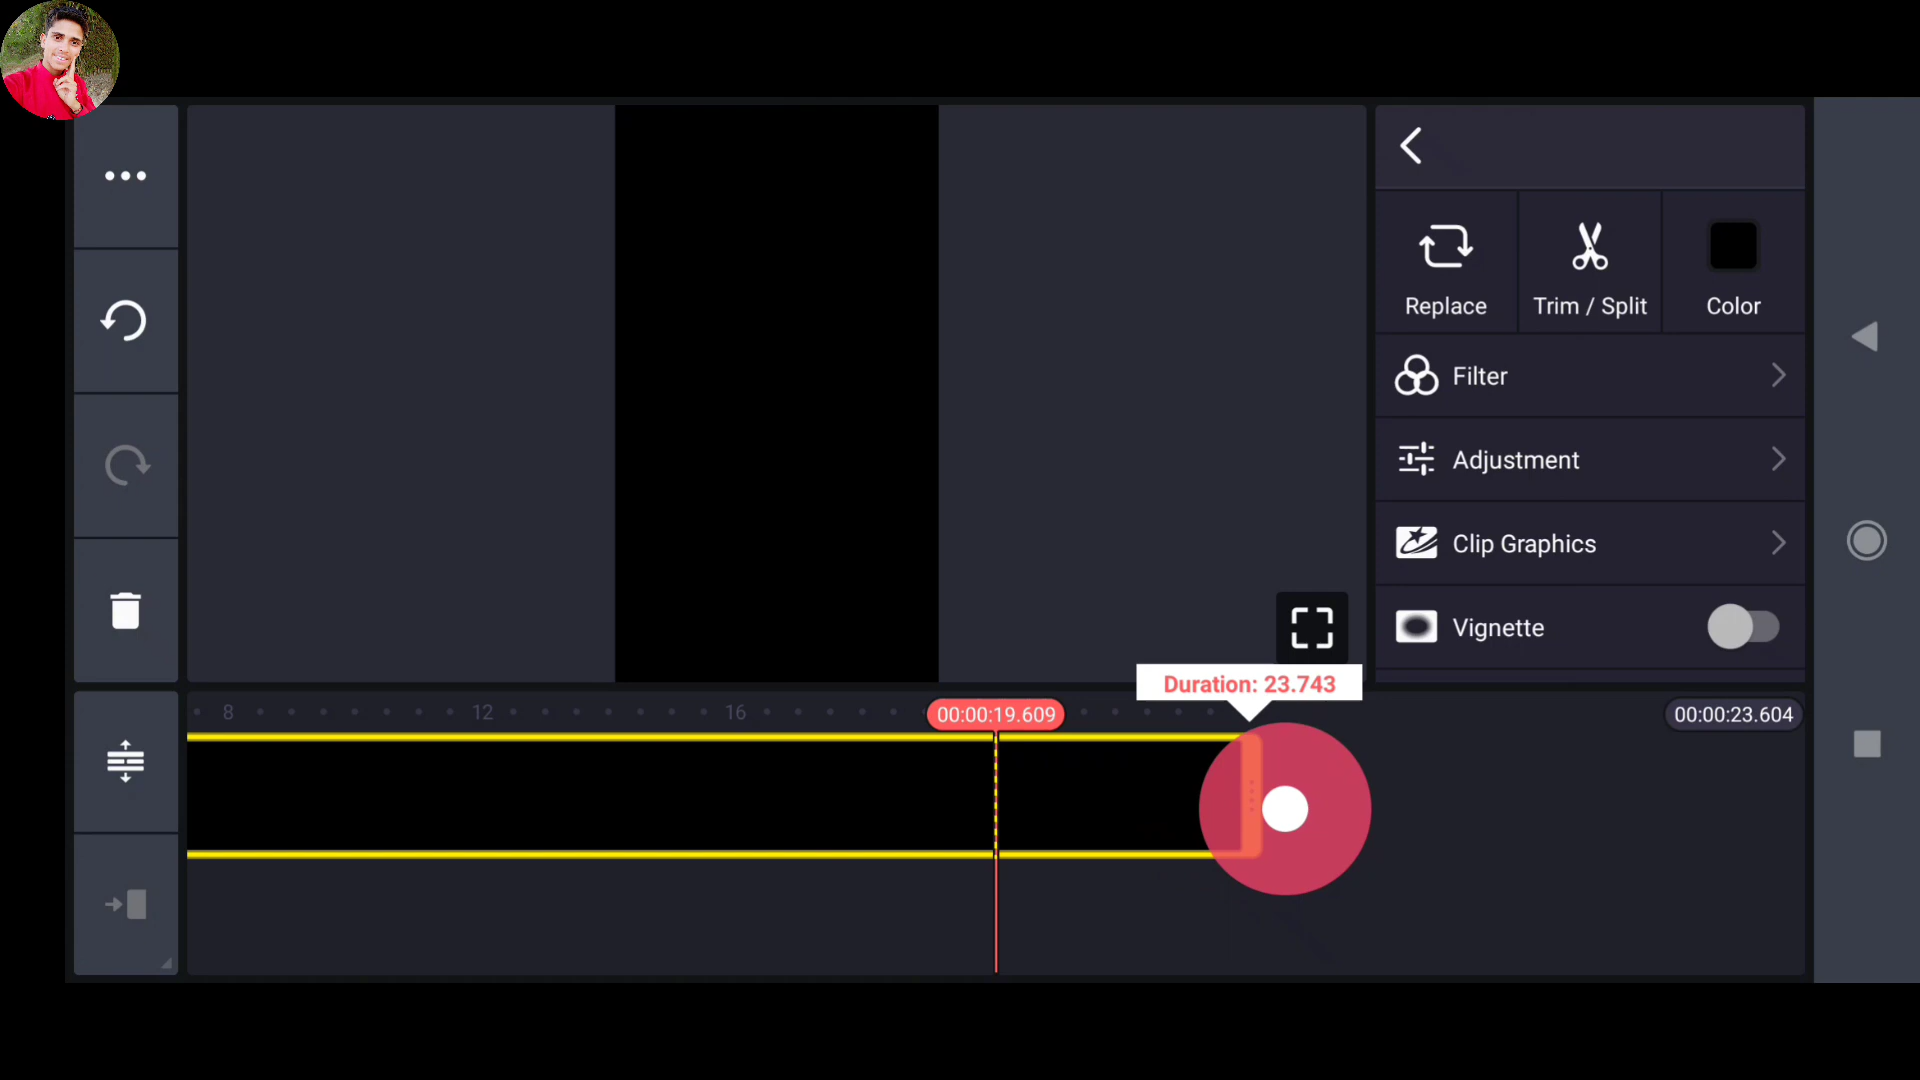 Replace
Trim / Split
Color
Filter
Adjustment
Clip Graphics
Vignette
Duration: 23.743
8
12
16
00:00:19.609
00:00:23.604